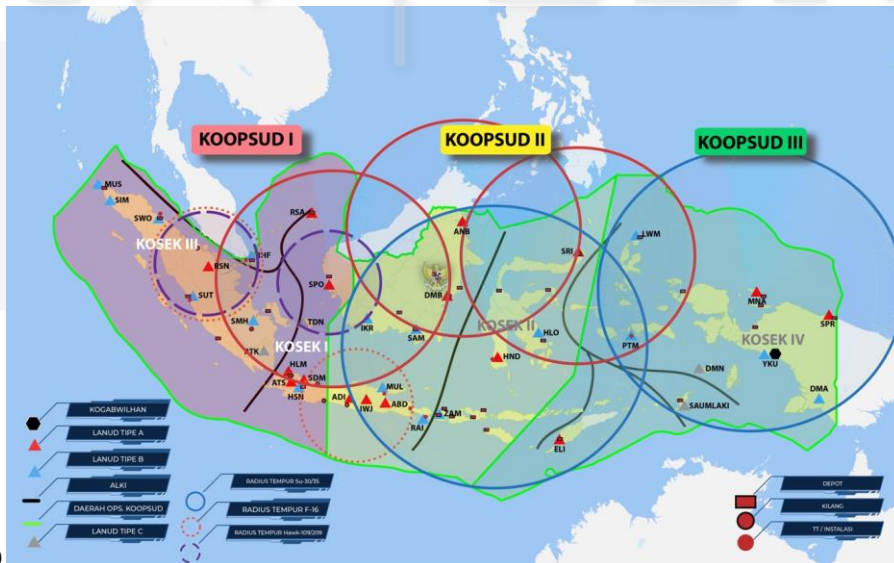 KOOPSUD I
KOOPSUD II
KOOPSUD III
MUS
SIM
SWO
KOSEK III
RSA
RSN
SUT
SPO
ANB
SRI
LWM
DMB
TDN
SMH
KOSEK I
IKR
SAM
KOSEK II
HLO
HND
PTM
MNA
SPR
KOSEK IV
YKU
DMN
DMA
SAUMLAKI
ATK
HLM
SDM
ATS
HSN
ADI
IWJ
MUL
ABD
RAI
ZAM
ELI
KOGABWILHAN
LANUD TIPE A
LANUD TIPE B
ALKI
DAERAH OPS. KOOPSUD
LANUD TIPE C
RADIUS TEMPUR Su-30/35
RADIUS TEMPUR F-16
RADIUS TEMPUR Hawk-109/209
DEPOT
KILANG
TT / INSTALASI